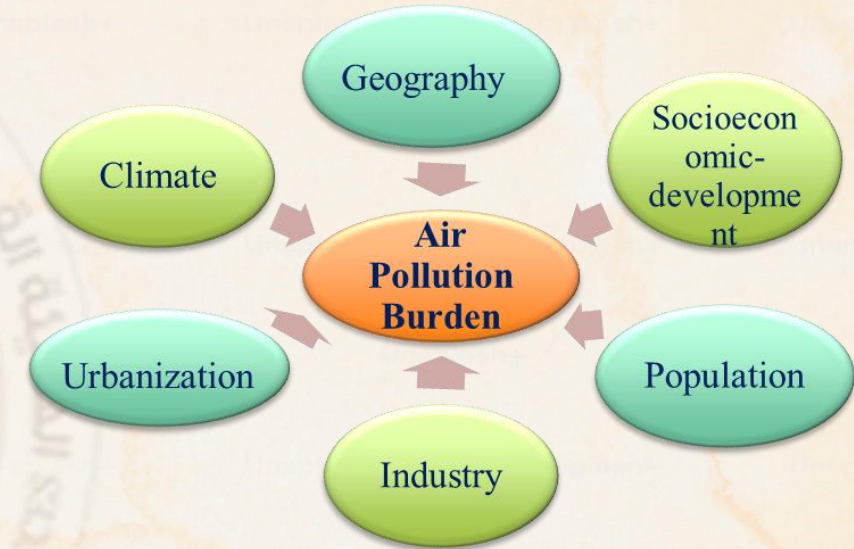 Geography
Socioecon
omic-
developme
nt
Climate
Air
Pollution
Burden
Urbanization
Population
Industry